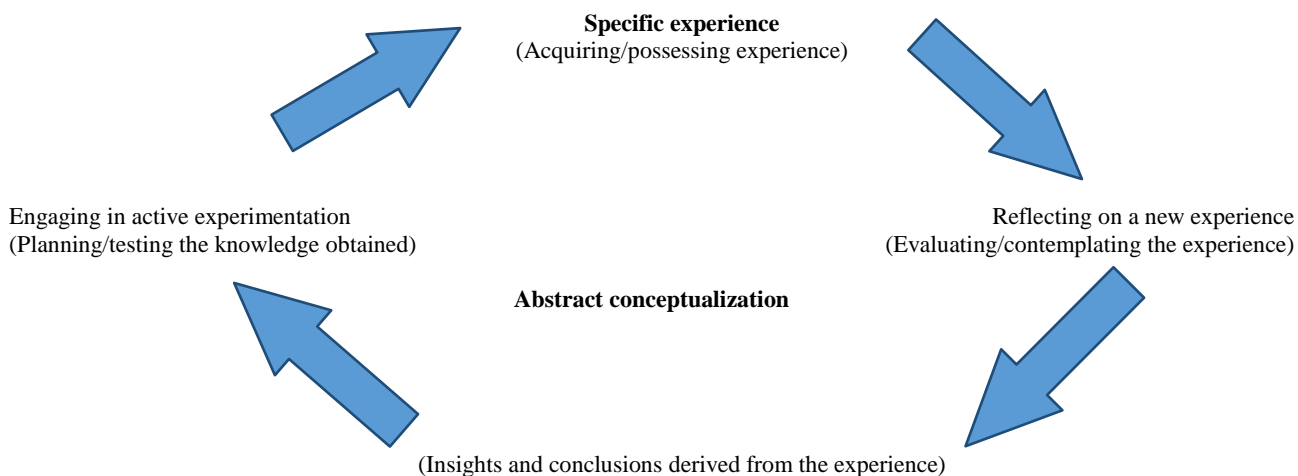 Specific experience
(Acquiring/possessing experience)
Engaging in active experimentation
(Planning/testing the knowledge obtained)
Reflecting on a new experience
(Evaluating/contemplating the experience)
Abstract conceptualization
(Insights and conclusions derived from the experience)